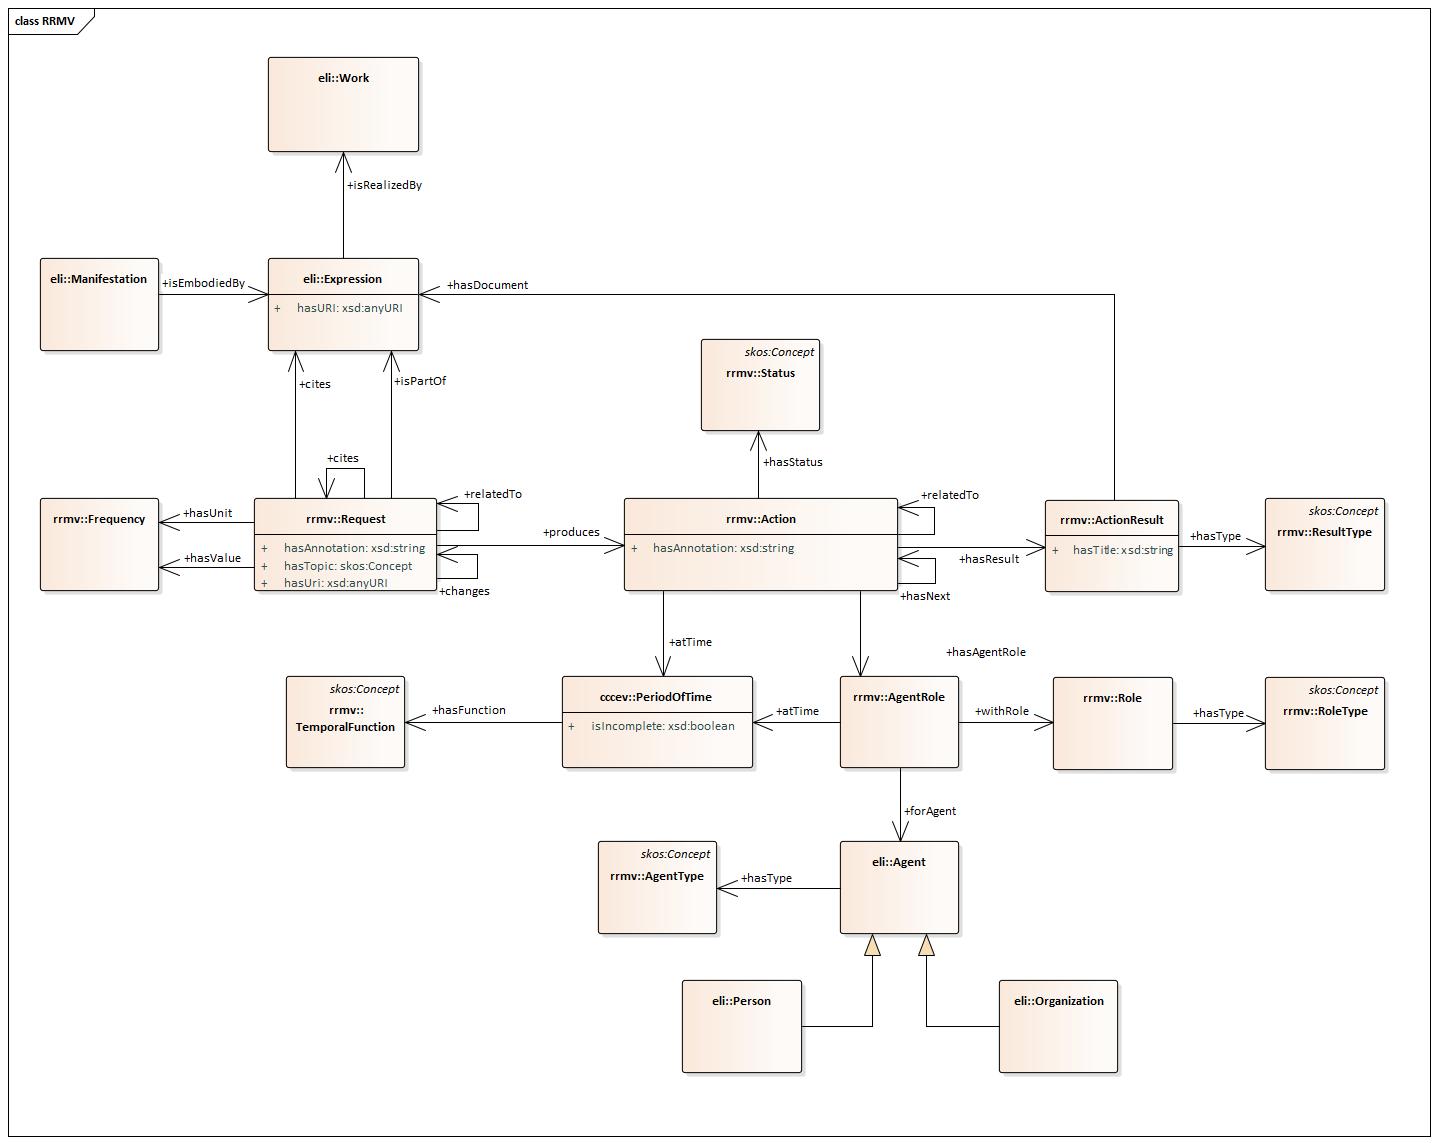 class RRMV
eli::Work
+isRealizedBy
eli::Manifestation
+isEmbodiedBy
eli::Expression
+ hasURI: xsd:anyURI
+hasDocument
skos:Concept
rrmv::Status
+cites
+isPartOf
+cites
+hasStatus
rrmv::Frequency
+hasUnit
+hasValue
rrmv::Request
+ hasAnnotation: xsd:string
+ hasTopic: skos:Concept
+ hasUri: xsd:anyURI
+relatedTo
+produces
+changes
rrmv::Action
+ hasAnnotation: xsd:string
+relatedTo
+hasResult
+hasNext
rrmv::ActionResult
+ hasTitle: xsd:string
+hasType
skos:Concept
rrmv::ResultType
+atTime
+hasAgentRole
skos:Concept
rrmv::
TemporalFunction
+hasFunction
cccev::PeriodOfTime
+ isIncomplete: xsd:boolean
+atTime
rrmv::AgentRole
+withRole
rrmv::Role
+hasType
skos:Concept
rrmv::RoleType
+forAgent
skos:Concept
rrmv::AgentType
+hasType
eli::Agent
eli::Person
eli::Organization